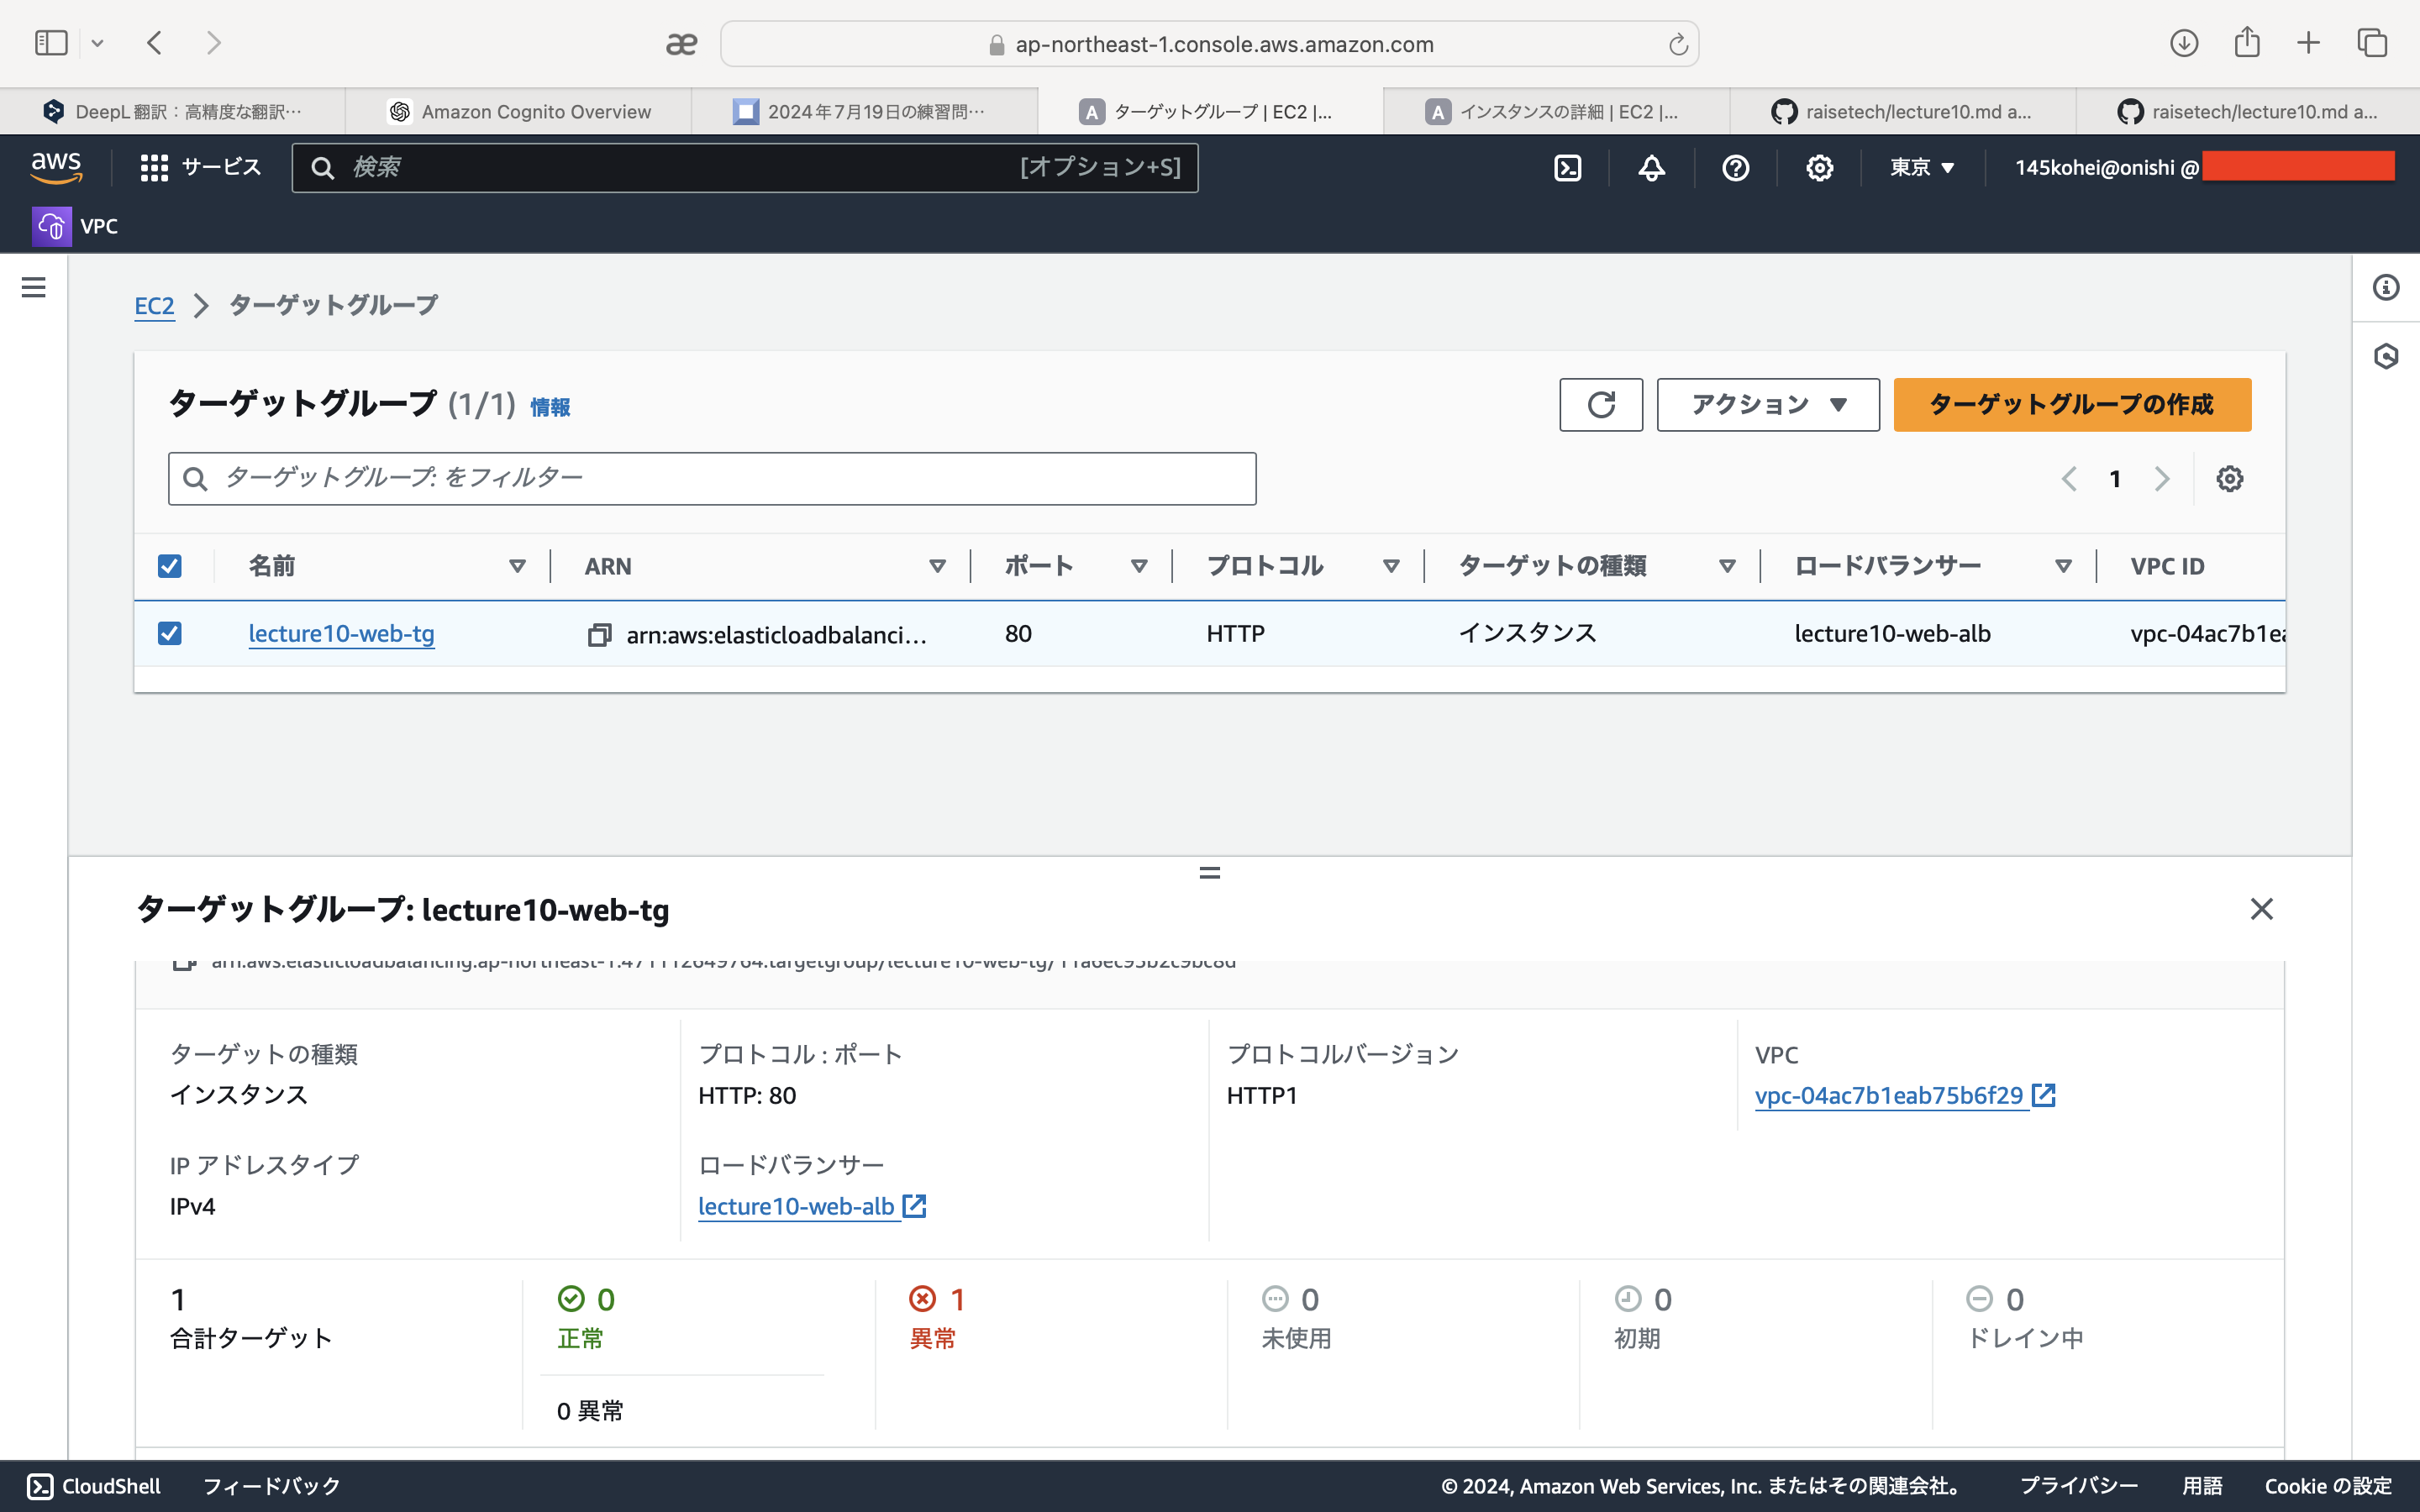 ap-northeast-1.console.aws.amazon.com
DeepL 翻訳：高精度な翻訳…
Amazon Cognito Overview
2024年7月19日の練習問…
ターゲットグループ | EC2 |...
インスタンスの詳細 | EC2 |...
raisetech/lecture10.md a...
raisetech/lecture10.md a...
aws
サービス
検索
[オプション+S]
東京
145kohei@onishi @
VPC
EC2
ターゲットグループ
ターゲットグループ (1/1) 情報
アクション
ターゲットグループの作成
ターゲットグループ: をフィルター
1
名前
ARN
ポート
プロトコル
ターゲットの種類
ロードバランサー
VPC ID
lecture10-web-tg
arn:aws:elasticloadbalanci...
80
HTTP
インスタンス
lecture10-web-alb
vpc-04ac7b1ea
ターゲットグループ: lecture10-web-tg
ターゲットの種類
インスタンス
プロトコル : ポート
HTTP: 80
プロトコルバージョン
HTTP1
VPC
vpc-04ac7b1eab75b6f29
IP アドレスタイプ
IPv4
ロードバランサー
lecture10-web-alb
1
合計ターゲット
0
正常
0 異常
1
異常
0
未使用
0
初期
0
ドレイン中
CloudShell
フィードバック
© 2024, Amazon Web Services, Inc. またはその関連会社。
プライバシー
用語
Cookie の設定